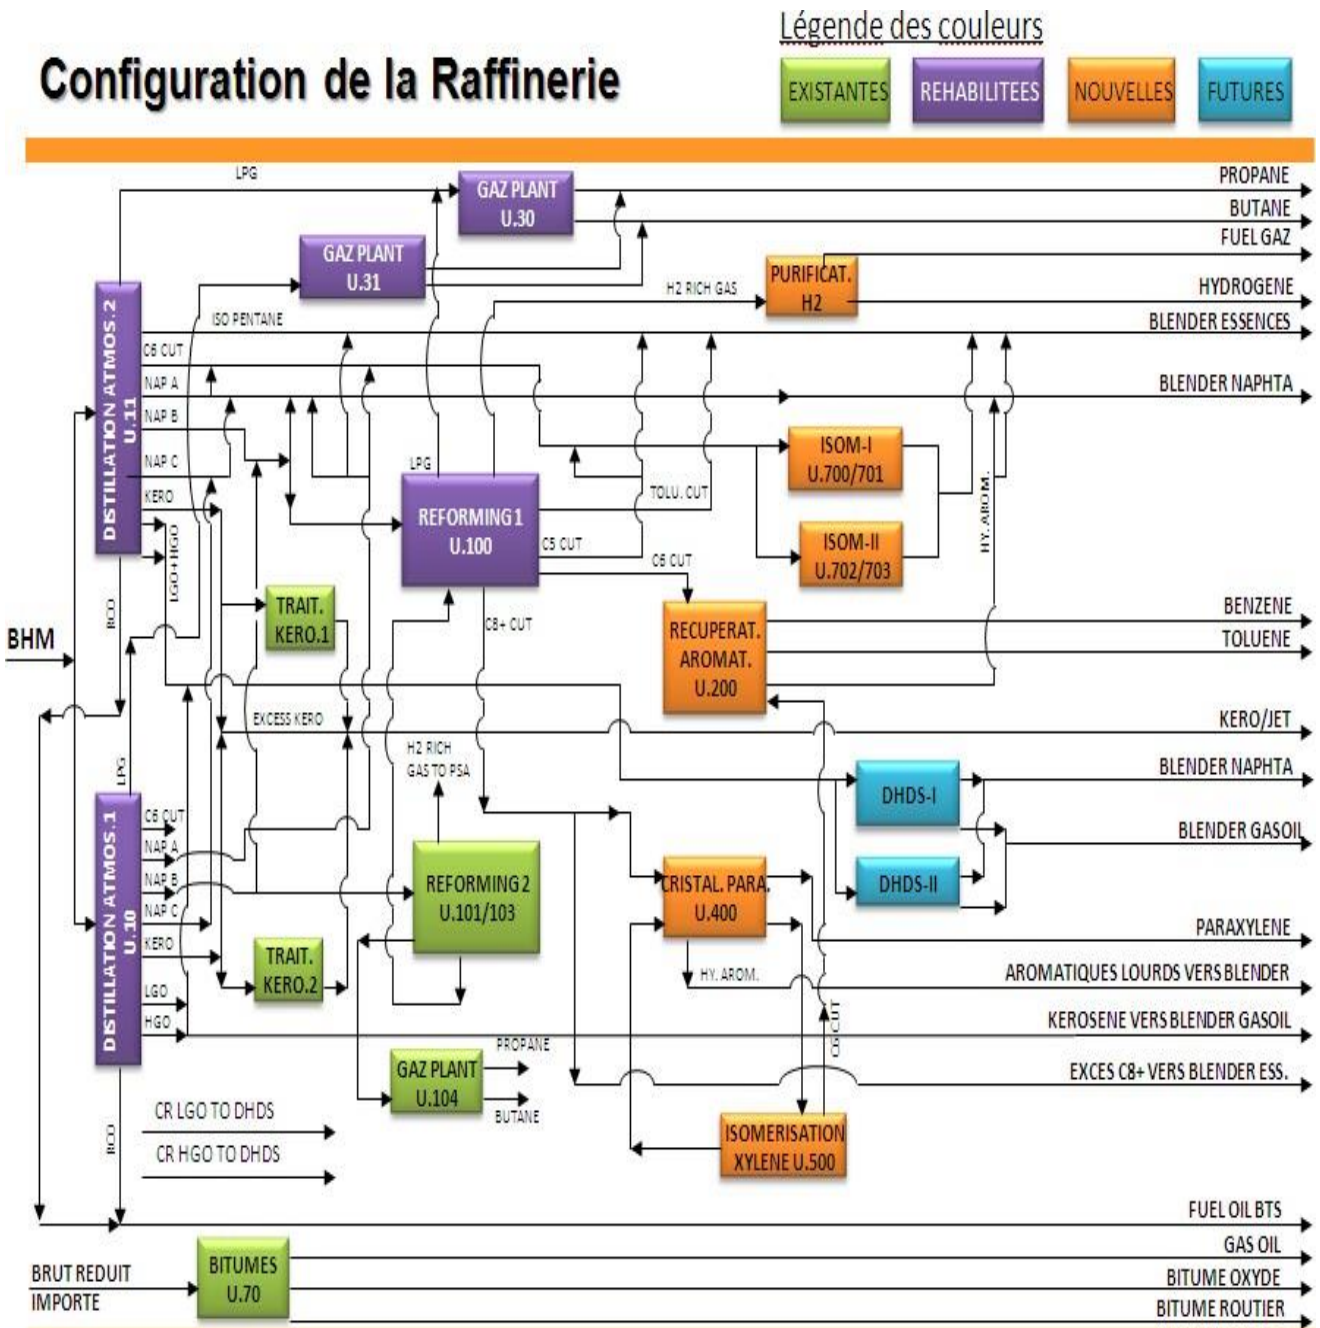 Légende des couleurs
Configuration de la Raffinerie
EXISTANTES
REHABILITEES
NOUVELLES
FUTURES
LPG
GAZ PLANT
U.30
PROPANE
BUTANE
FUEL GAZ
GAZ PLANT
U.31
PURIFICAT.
H2
H2 RICH GAS
HYDROGENE
DISTILLATION ATMOS.2
U.11
ISO PENTANE
BLENDER ESSENCES
C6 CUT
NAP A
BLENDER NAPHTA
NAP B
NAP C
KERO
LGO+HGO
RCO
LPG
REFORMING 1
U.100
TOLU. CUT
C5 CUT
C6 CUT
C8+ CUT
ISOM-I
U.700/701
ISOM-II
U.702/703
HY. AROM.
TRAIT.
KERO.1
RECUPERAT.
AROMAT.
U.200
BENZENE
TOLUENE
BHM
EXCESS KERO
KERO/JET
H2 RICH
GAS TO PSA
LPG
BLENDER NAPHTA
DHDS-I
BLENDER GASOIL
DHDS-II
DISTILLATION ATMOS.1
U.10
C6 CUT
NAP A
NAP B
NAP C
KERO
LGO
HGO
RCO
REFORMING 2
U.101/103
TRAIT.
KERO.2
CRISTAL. PARA.
U.400
PARAXYLENE
HY. AROM.
AROMATIQUES LOURDS VERS BLENDER
KEROSENE VERS BLENDER GASOIL
C6 CUT
GAZ PLANT
U.104
PROPANE
BUTANE
EXCES C8+ VERS BLENDER ESS.
CR LGO TO DHDS
CR HGO TO DHDS
ISOMERISATION
XYLENE U.500
FUEL OIL BTS
BITUMES
U.70
GAS OIL
BRUT REDUIT
IMPORTE
BITUME OXYDE
BITUME ROUTIER